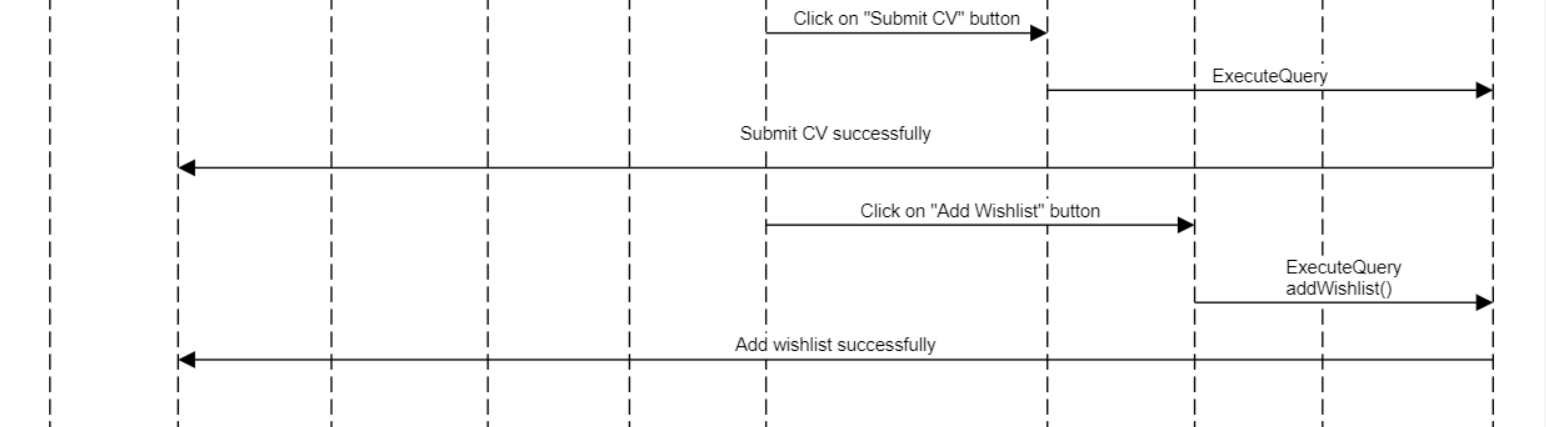 Click on "Submit CV" button
ExecuteQuery
Submit CV successfully
Click on "Add Wishlist" button
ExecuteQuery
addWishlist()
Add wishlist successfully